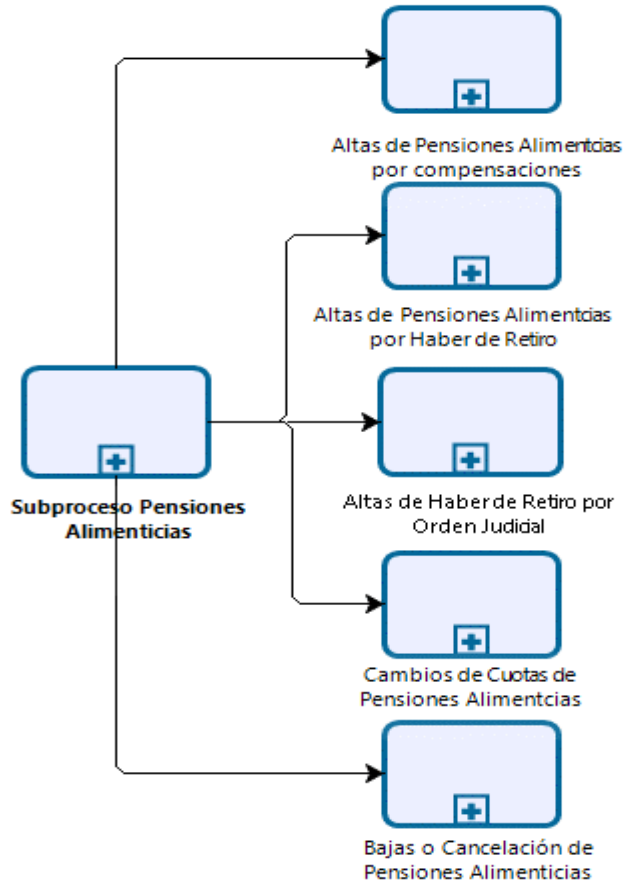 Altas de Pensiones Alimentcias
por compensaciones
Altas de Pensiones Alimentcias
por Haber de Retiro
Subproceso Pensiones
Alimenticias
Altas de Haber de Retiro por
Orden Judicial
Cambios de Cuotas de
Pensiones Alimentcias
Bajas o Cancelación de
Pensiones Alimenticias